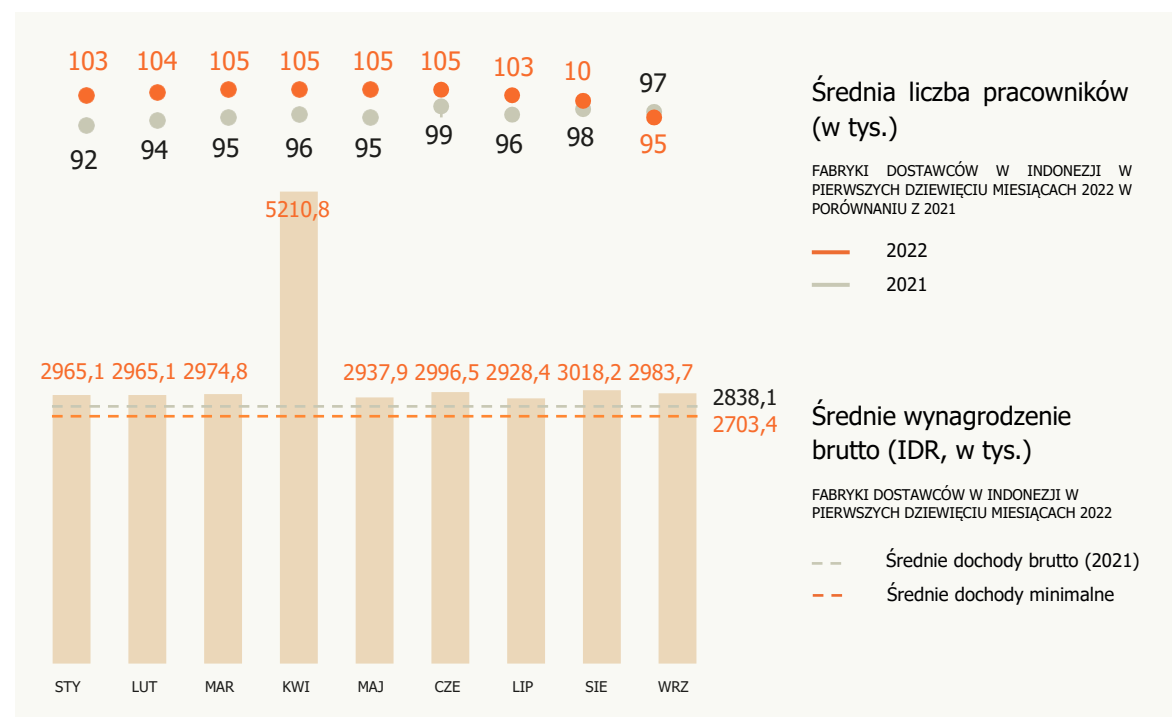 103 104 105 105 105 105 103 10 97
92 94 95 96 95 99 96 98 95
Średnia liczba pracowników
(w tys.)
FABRYKI DOSTAWCÓW W INDONEZJI W
PIERWSZYCH DZIEWIĘCIU MIESIĄCACH 2022 W
PORÓWNANIU Z 2021
2022
2021
5210,8
2965,1 2965,1 2974,8 2937,9 2996,5 2928,4 3018,2 2983,7
2838,1
2703,4
Średnie wynagrodzenie
brutto (IDR, w tys.)
FABRYKI DOSTAWCÓW W INDONEZJI W
PIERWSZYCH DZIEWIĘCIU MIESIĄCACH 2022
Średnie dochody brutto (2021)
Średnie dochody minimalne
STY LUT MAR KWI MAJ CZE LIP SIE WRZ